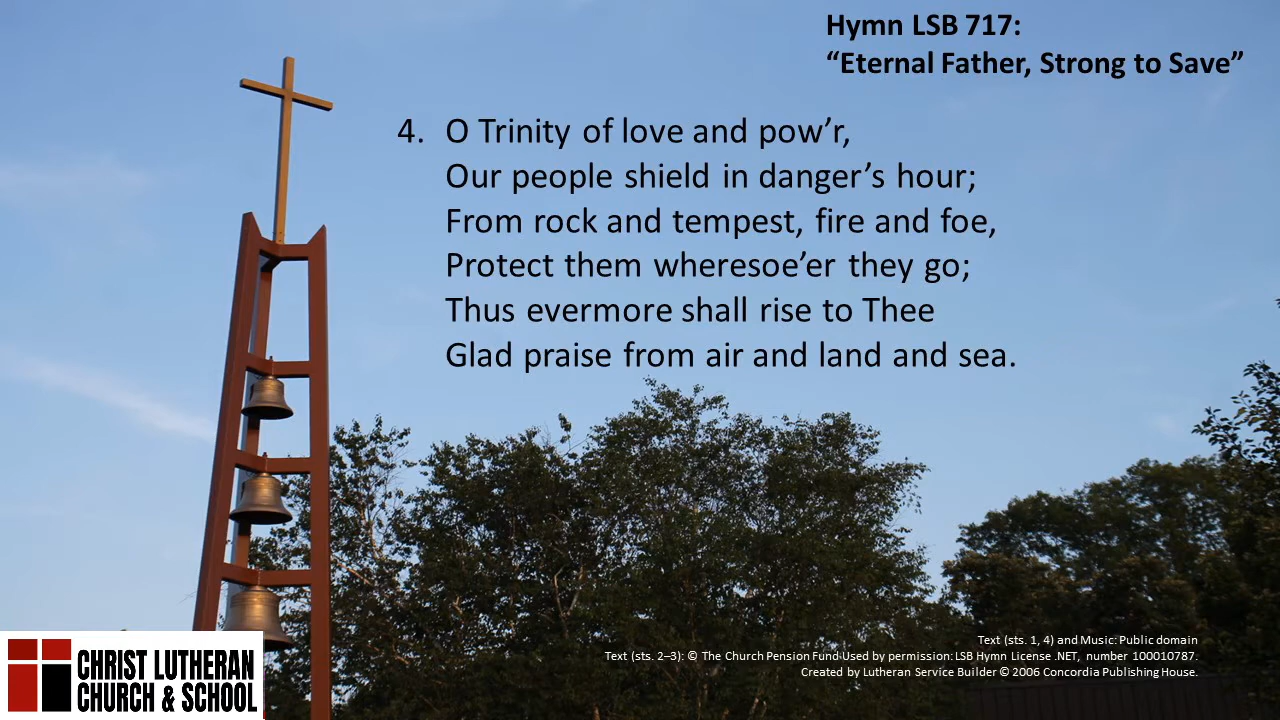 Hymn LSB 717:
“Eternal Father, Strong to Save”
4. O Trinity of love and pow’r,
Our people shield in danger’s hour;
From rock and tempest, fire and foe,
Protect them wheresoe’er they go;
Thus evermore shall rise to Thee
Glad praise from air and land and sea.
Text (sts. 1, 4) and Music: Public domain
Text (sts. 2–3): © The Church Pension Fund Used by permission: LSB Hymn License .NET, number 100010787.
Created by Lutheran Service Builder © 2006 Concordia Publishing House.
CHRIST LUTHERAN
CHURCH & SCHOOL